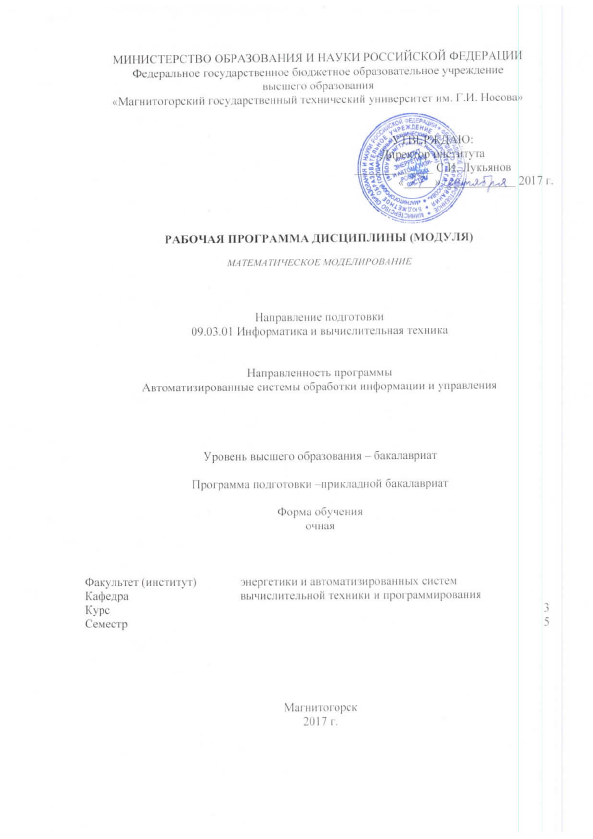 МИНИСТЕРСТВО ОБРАЗОВАНИЯ И НАУКИ РОССИЙСКОЙ ФЕДЕРАЦИИ
Федеральное государственное бюджетное образовательное учреждение
высшего образования
«Магнитогорский государственный технический университет им. Г.И. Носова»
УТВЕРЖДАЮ:
Директор института
С.И. Лукьянов
сентября 2017 г.
РАБОЧАЯ ПРОГРАММА ДИСЦИПЛИНЫ (МОДУЛЯ)
МАТЕМАТИЧЕСКОЕ МОДЕЛИРОВАНИЕ
Направление подготовки
09.03.01 Информатика и вычислительная техника
Направленность программы
Автоматизированные системы обработки информации и управления
Уровень высшего образования – бакалавриат
Программа подготовки –прикладной бакалавриат
Форма обучения
очная
Факультет (институт) энергетики и автоматизированных систем
Кафедра вычислительной техники и программирования
Курс 3
Семестр 5
Магнитогорск
2017 г.